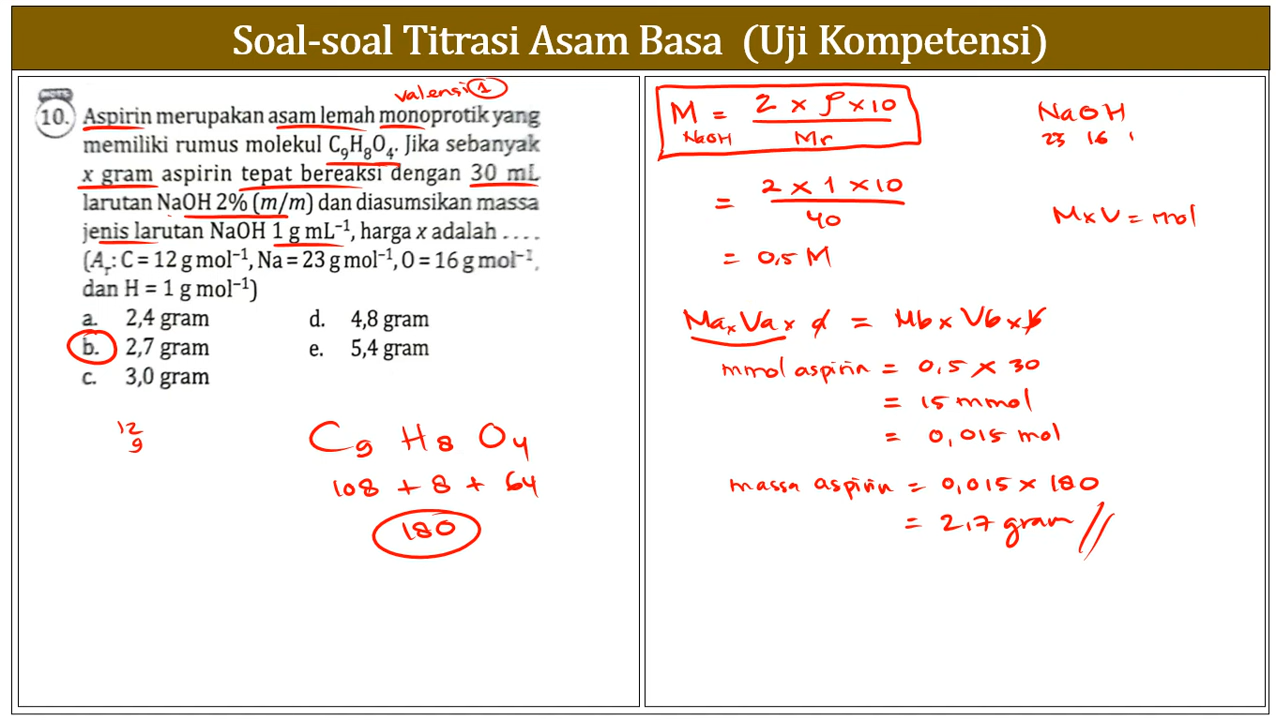 Soal-soal Titrasi Asam Basa (Uji Kompetensi)
valensi 1
10. Aspirin merupakan asam lemah monoprotik yang
memiliki rumus molekul C₉H₈O₄. Jika sebanyak
x gram aspirin tepat bereaksi dengan 30 mL
larutan NaOH 2% (m/m) dan diasumsikan massa
jenis larutan NaOH 1 g mL⁻¹, harga x adalah . . . .
(Aᵣ: C = 12 g mol⁻¹, Na = 23 g mol⁻¹, O = 16 g mol⁻¹,
dan H = 1 g mol⁻¹)
a. 2,4 gram
b. 2,7 gram
c. 3,0 gram
d. 4,8 gram
e. 5,4 gram
12
9
C₉ H₈ O₄
108 + 8 + 64
180
M NaOH = 2 × ρ × 10 / Mr
= 2 × 1 × 10 / 40
= 0,5 M
NaOH
23 16 1
M×V = mol
Ma × Va × a = Mb × Vb × b
mmol aspirin = 0,5 × 30
= 15 mmol
= 0,015 mol
massa aspirin = 0,015 × 180
= 2,7 gram //